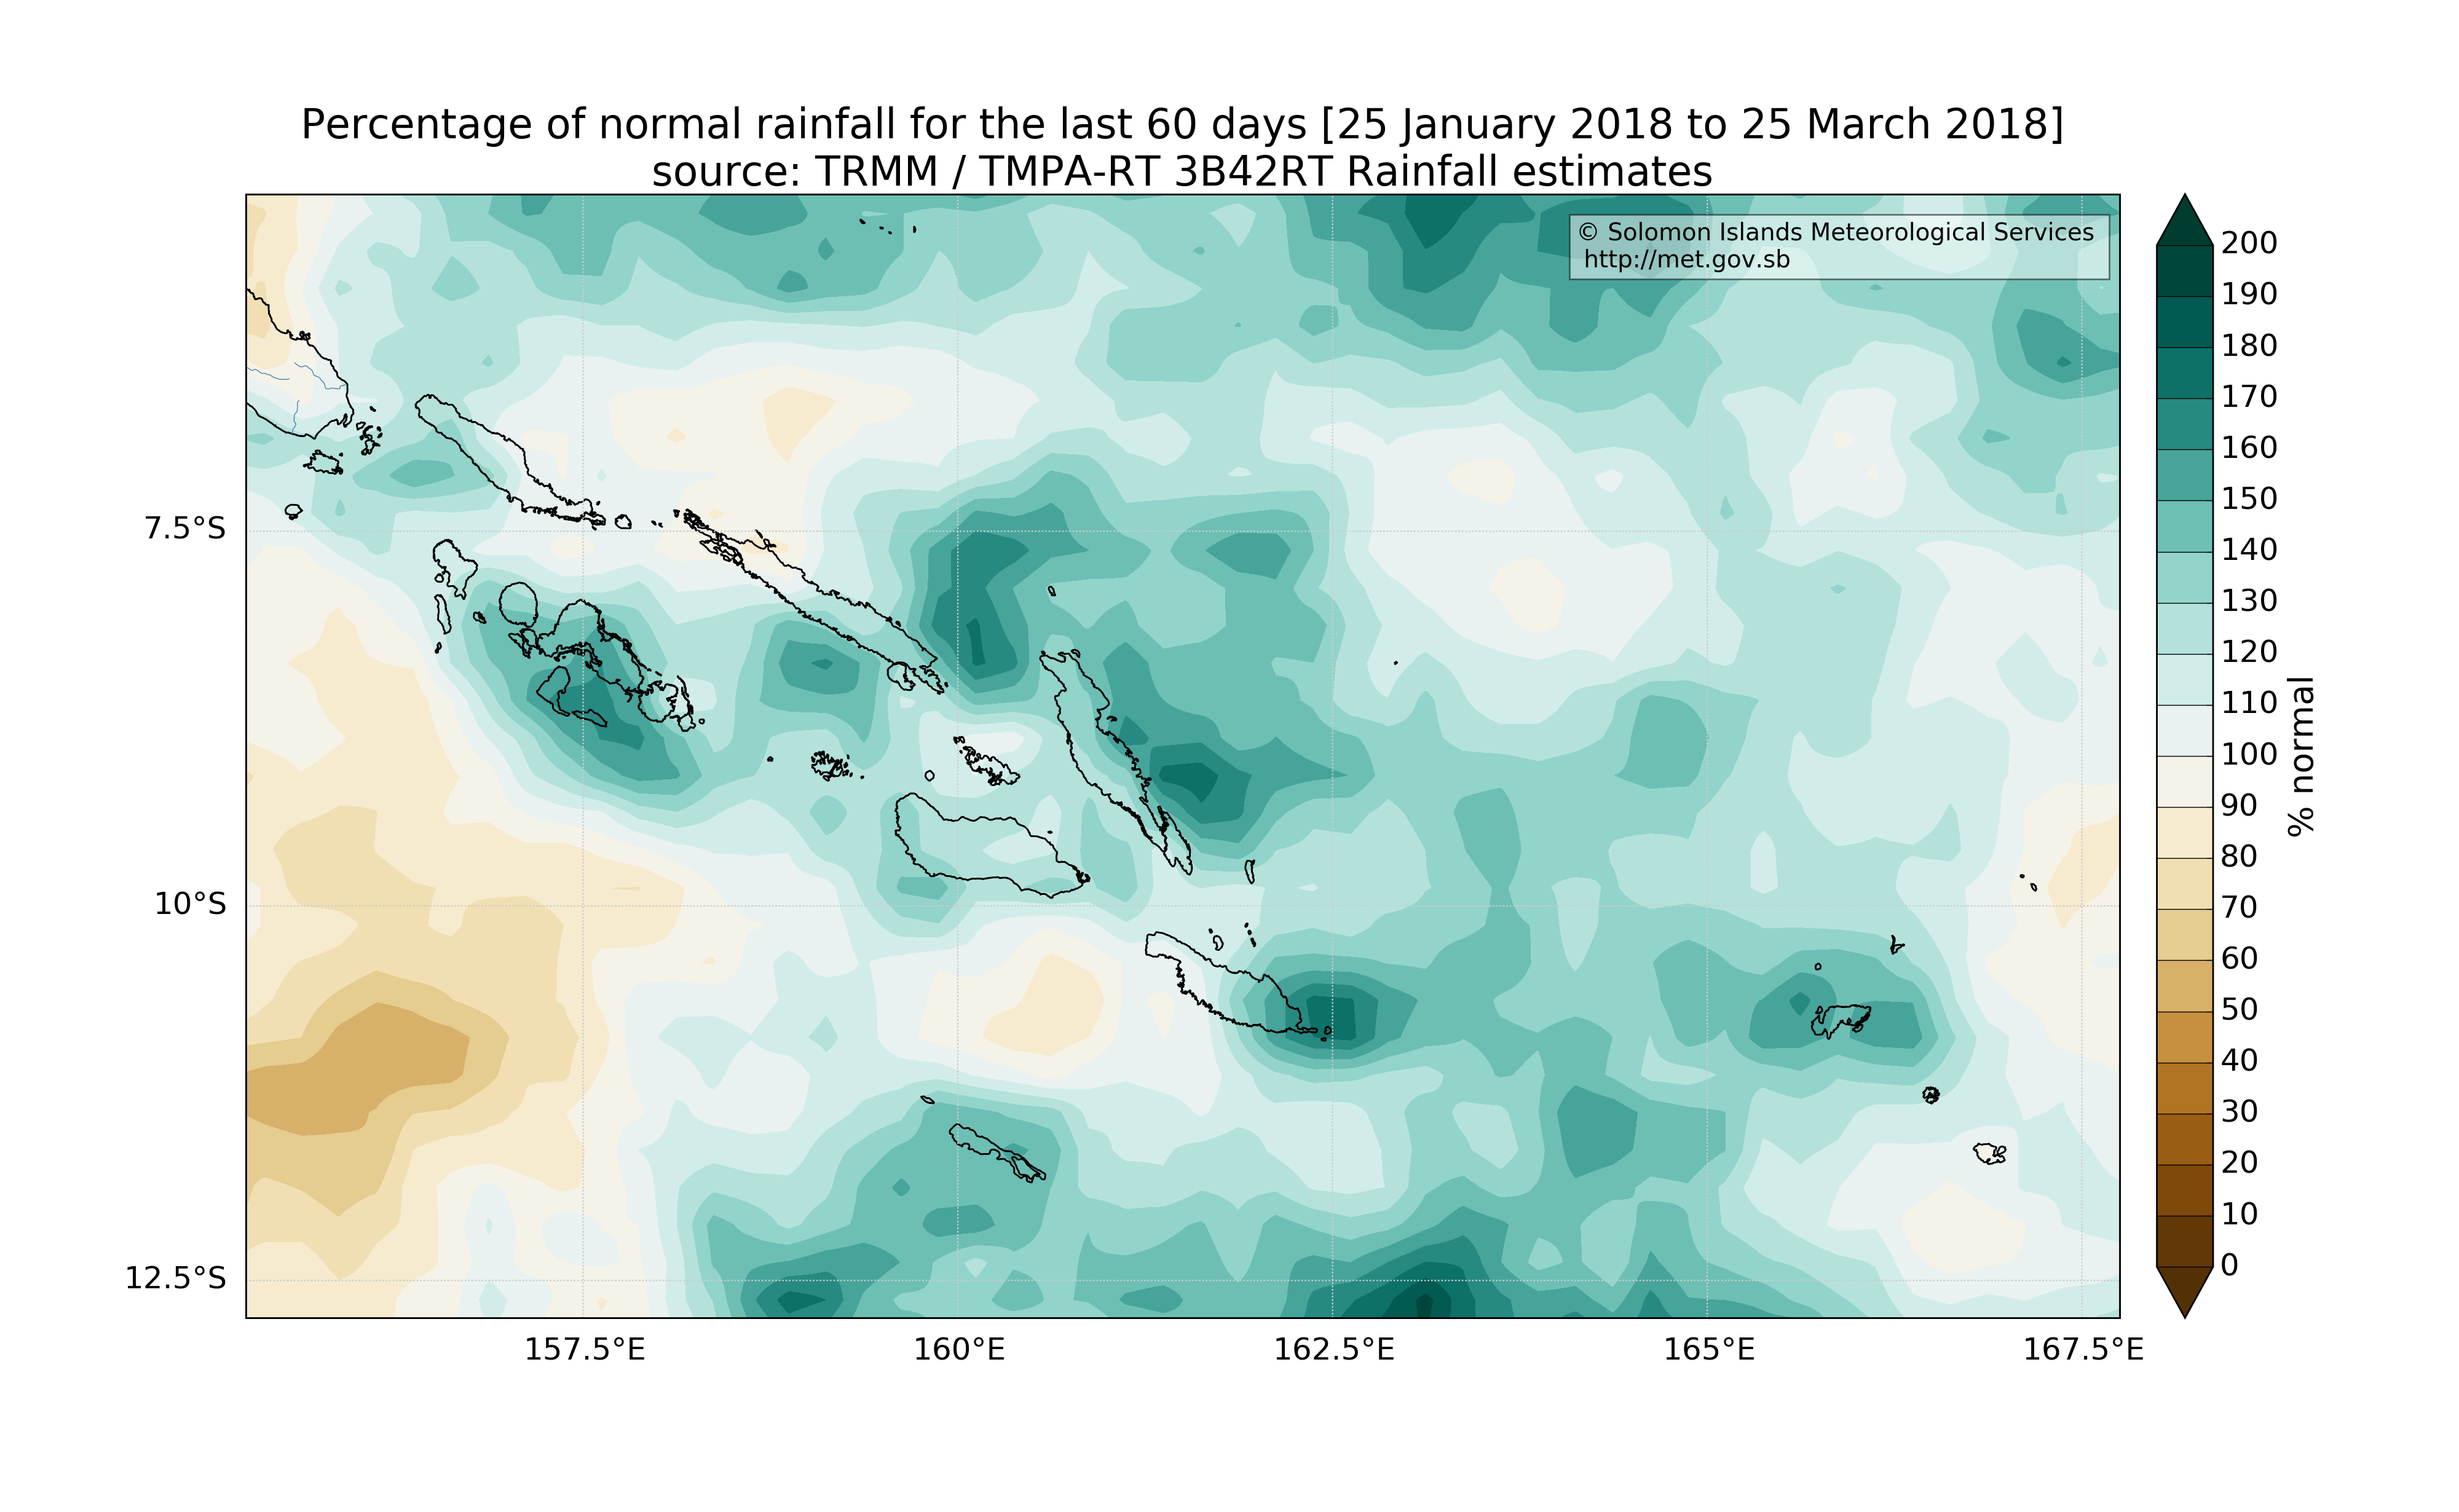 Percentage of normal rainfall for the last 60 days [25 January 2018 to 25 March 2018]
source: TRMM / TMPA-RT 3B42RT Rainfall estimates
© Solomon Islands Meteorological Services
http://met.gov.sb
7.5°S
10°S
12.5°S
157.5°E
160°E
162.5°E
165°E
167.5°E
200
190
180
170
160
150
140
130
120
110
100
90
80
70
60
50
40
30
20
10
0
% normal